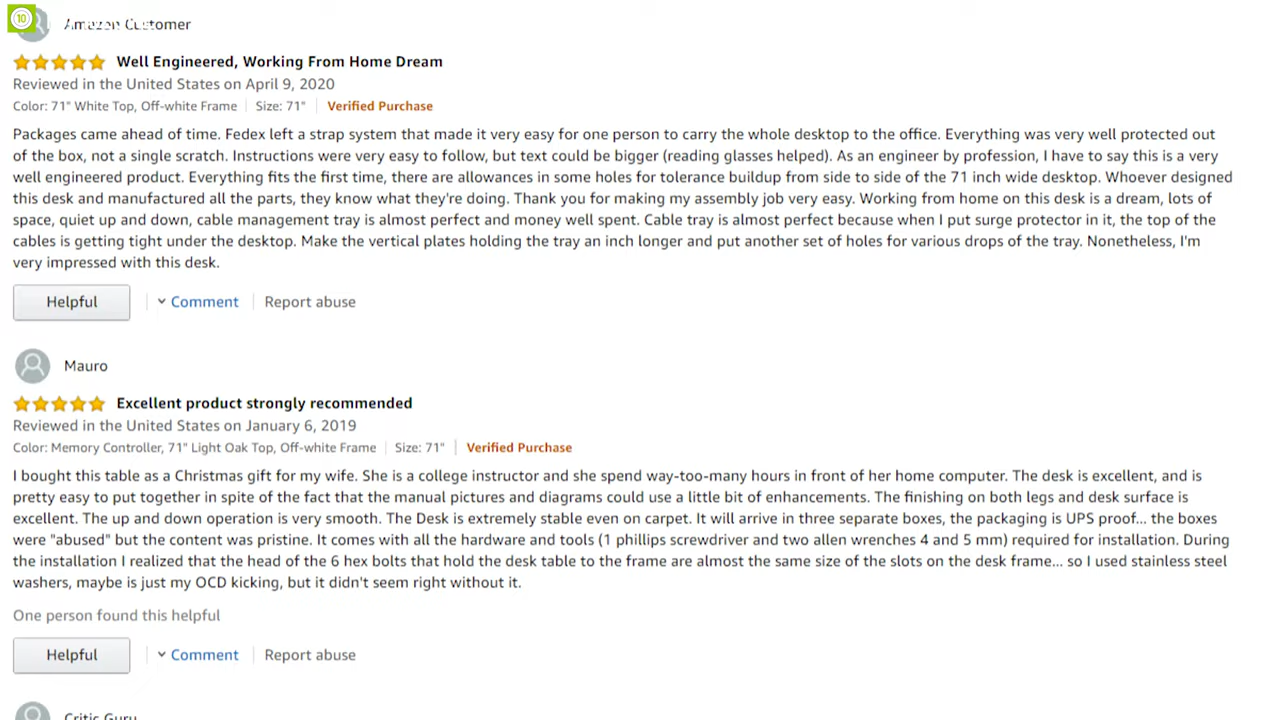 10
Amazon Customer
Well Engineered, Working From Home Dream
Reviewed in the United States on April 9, 2020
Color: 71" White Top, Off-white Frame Size: 71" Verified Purchase
Packages came ahead of time. Fedex left a strap system that made it very easy for one person to carry the whole desktop to the office. Everything was very well protected out
of the box, not a single scratch. Instructions were very easy to follow, but text could be bigger (reading glasses helped). As an engineer by profession, I have to say this is a very
well engineered product. Everything fits the first time, there are allowances in some holes for tolerance buildup from side to side of the 71 inch wide desktop. Whoever designed
this desk and manufactured all the parts, they know what they're doing. Thank you for making my assembly job very easy. Working from home on this desk is a dream, lots of
space, quiet up and down, cable management tray is almost perfect and money well spent. Cable tray is almost perfect because when I put surge protector in it, the top of the
cables is getting tight under the desktop. Make the vertical plates holding the tray an inch longer and put another set of holes for various drops of the tray. Nonetheless, I'm
very impressed with this desk.
Helpful Comment Report abuse
Mauro
Excellent product strongly recommended
Reviewed in the United States on January 6, 2019
Color: Memory Controller, 71" Light Oak Top, Off-white Frame Size: 71" Verified Purchase
I bought this table as a Christmas gift for my wife. She is a college instructor and she spend way-too-many hours in front of her home computer. The desk is excellent, and is
pretty easy to put together in spite of the fact that the manual pictures and diagrams could use a little bit of enhancements. The finishing on both legs and desk surface is
excellent. The up and down operation is very smooth. The Desk is extremely stable even on carpet. It will arrive in three separate boxes, the packaging is UPS proof... the boxes
were "abused" but the content was pristine. It comes with all the hardware and tools (1 phillips screwdriver and two allen wrenches 4 and 5 mm) required for installation. During
the installation I realized that the head of the 6 hex bolts that hold the desk table to the frame are almost the same size of the slots on the desk frame... so I used stainless steel
washers, maybe is just my OCD kicking, but it didn't seem right without it.
One person found this helpful
Helpful Comment Report abuse
Critic Guru